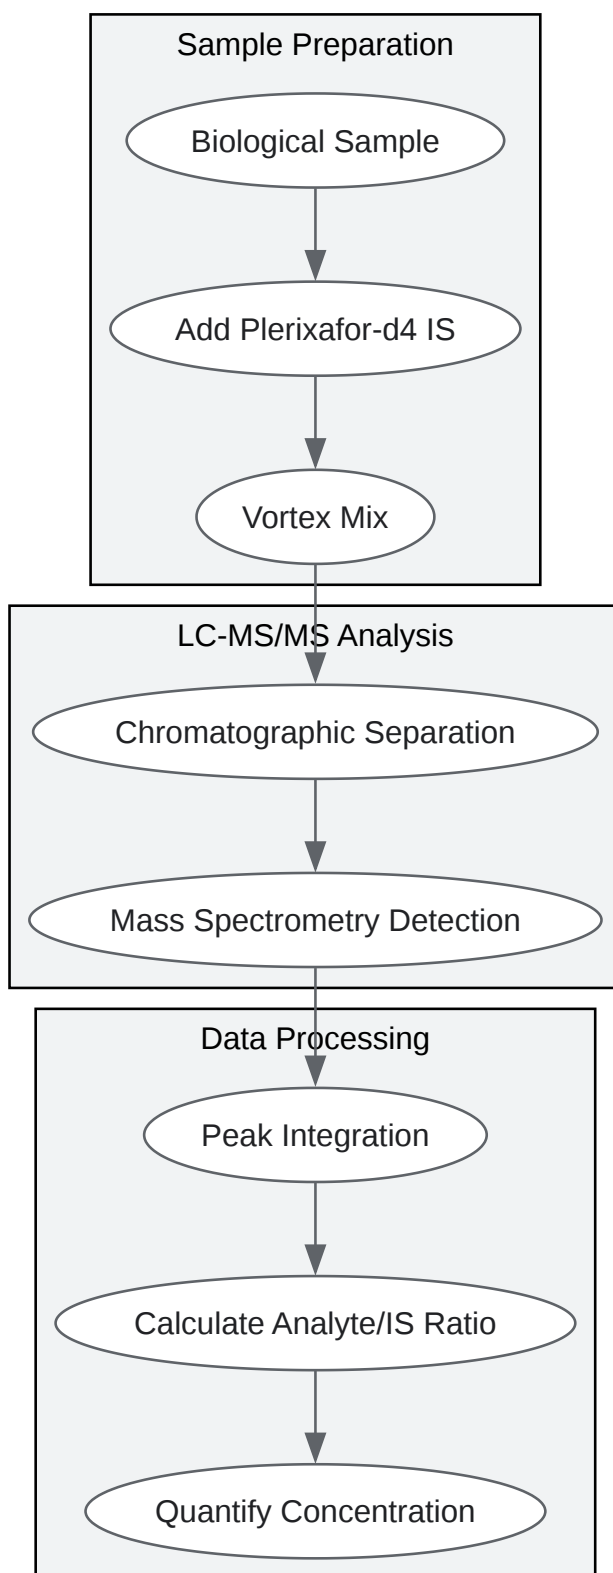 Sample Preparation
Biological Sample
Add Plerixafor-d4 IS
Vortex Mix
LC-MS/MS Analysis
Chromatographic Separation
Mass Spectrometry Detection
Data Processing
Peak Integration
Calculate Analyte/IS Ratio
Quantify Concentration